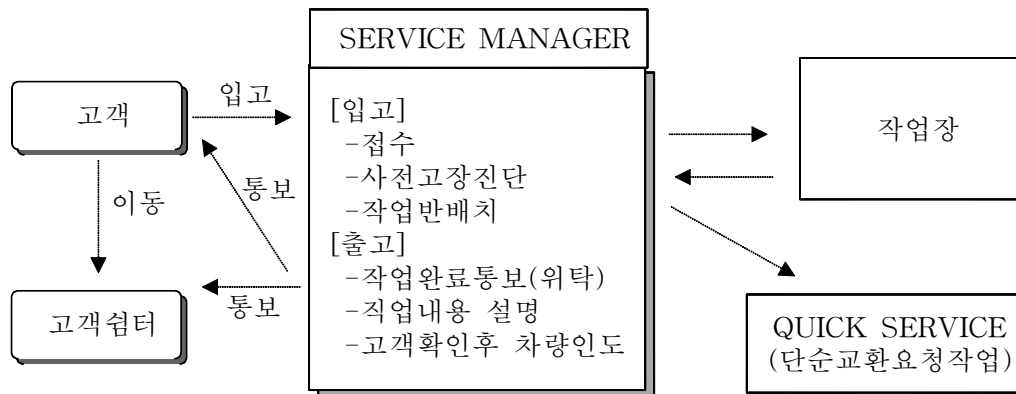 SERVICE MANAGER
고객
입고
[입고]
-접수
-사전고장진단
-작업반배치
[출고]
-작업완료통보(위탁)
-직업내용 설명
-고객확인후 차량인도
작업장
이동
통보
통보
고객쉼터
QUICK SERVICE
(단순교환요청작업)